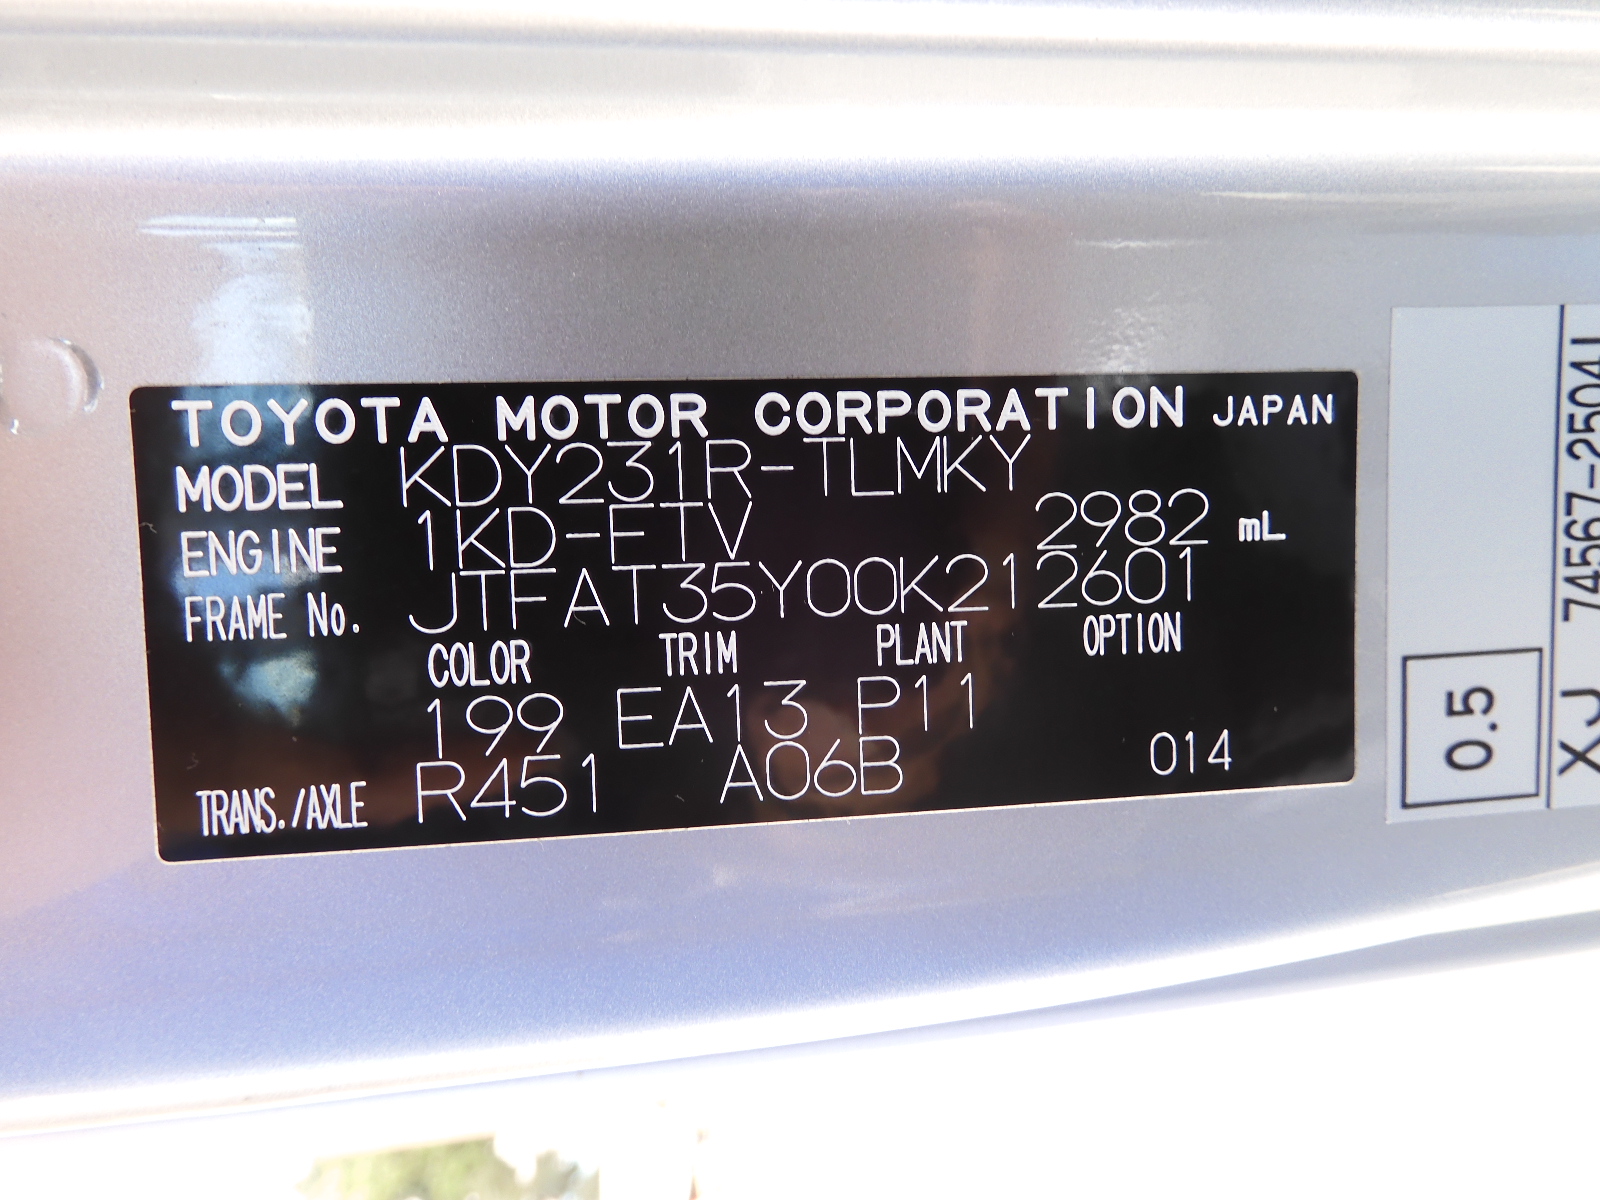 TOYOTA MOTOR CORPORATION JAPAN
MODEL KDY231R-TLMKY
ENGINE 1KD-FTV 2982 mL
FRAME No. JTFAT35Y00K212601
COLOR TRIM PLANT OPTION
199 EA13 P11
TRANS./AXLE R451 A06B 014
0.5
XJ 74567-25041